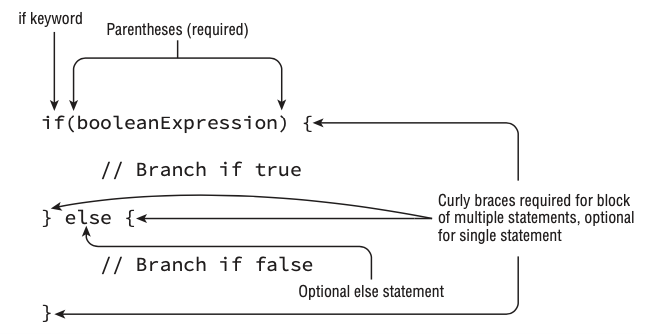 if keyword
Parentheses (required)
if(booleanExpression) {
// Branch if true
Curly braces required for block
of multiple statements, optional
for single statement
} else {
// Branch if false
Optional else statement
}